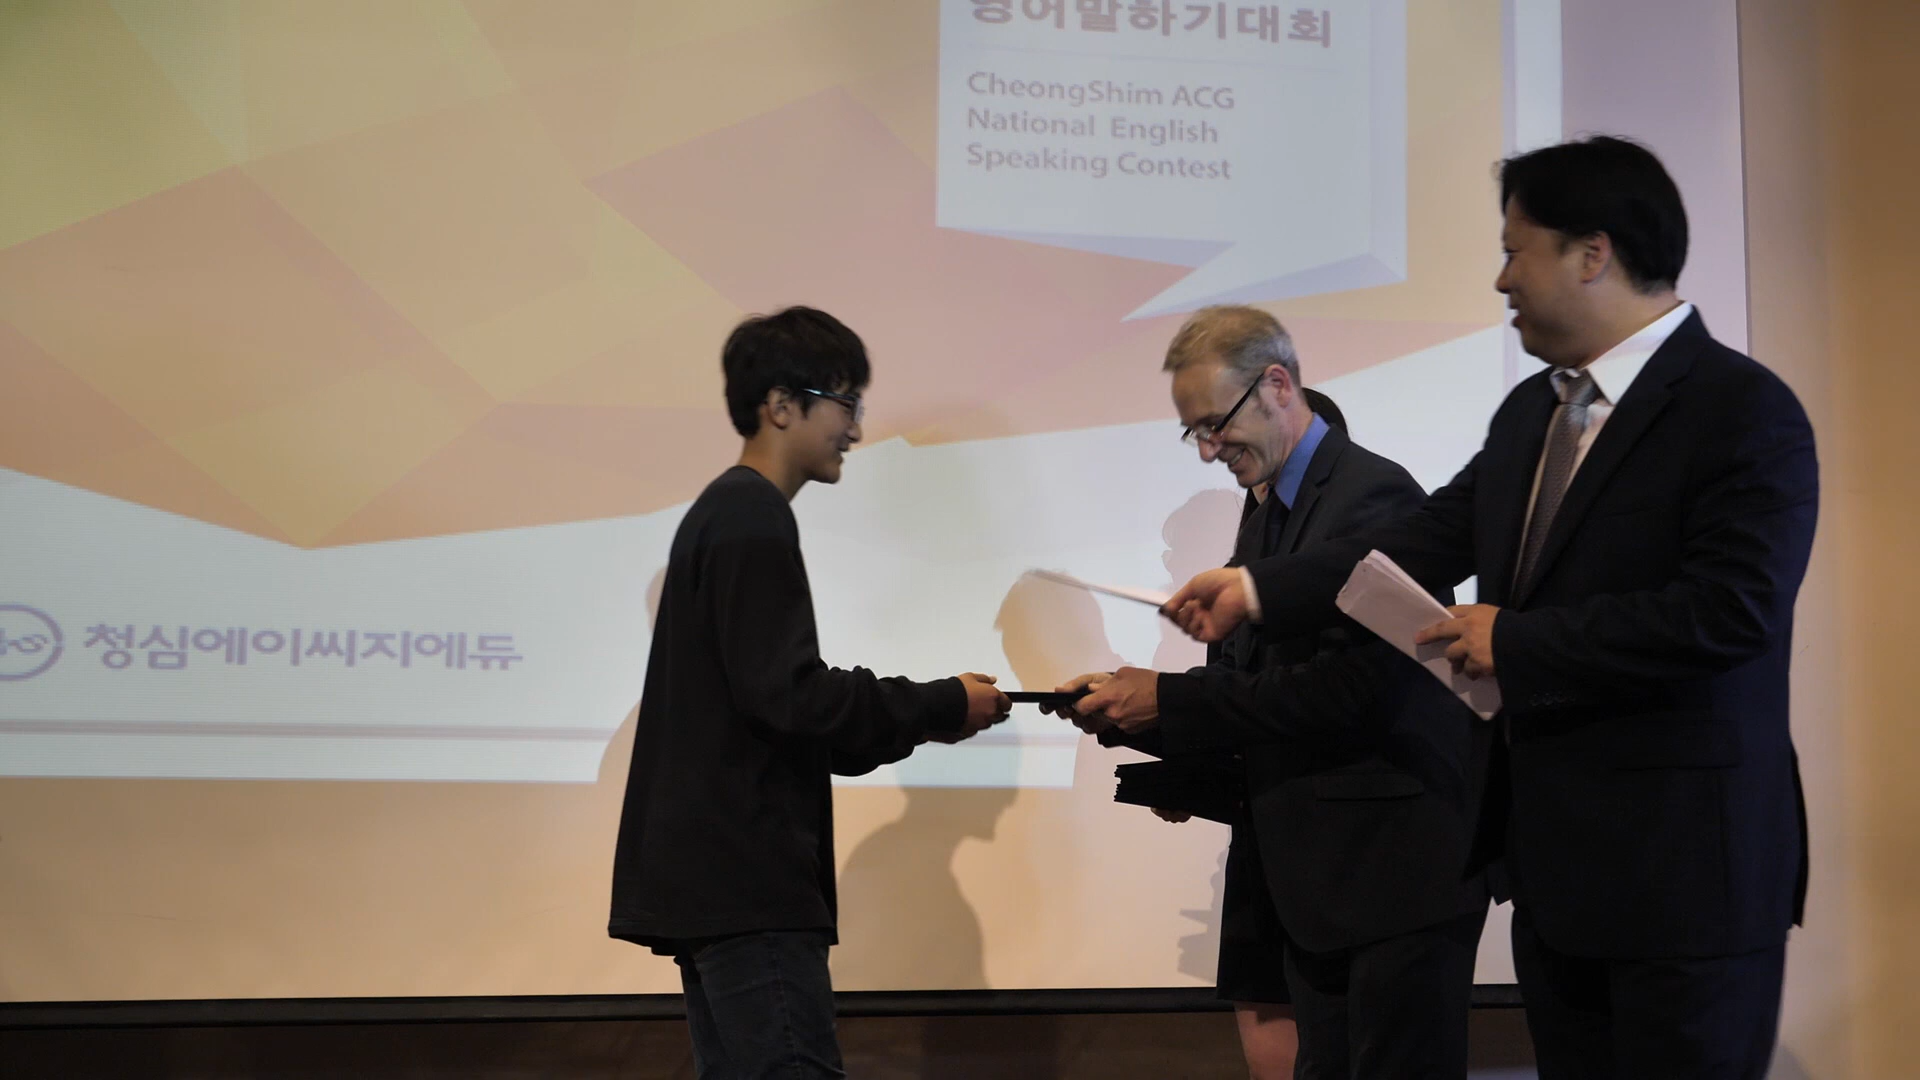 영어말하기대회
CheongShim ACG
National English
Speaking Contest
청심에이씨지에듀